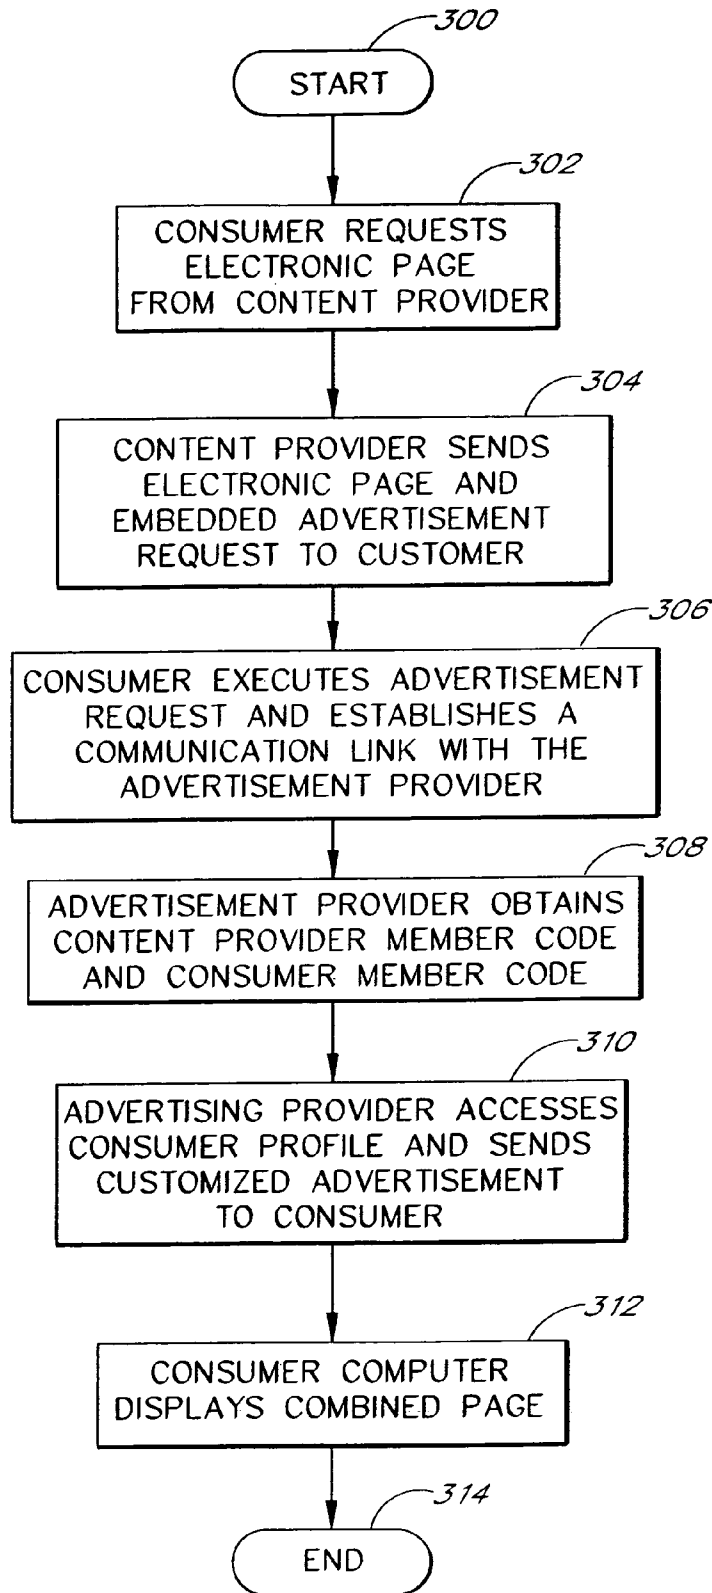 300
START
302
CONSUMER REQUESTS
ELECTRONIC PAGE
FROM CONTENT PROVIDER
304
CONTENT PROVIDER SENDS
ELECTRONIC PAGE AND
EMBEDDED ADVERTISEMENT
REQUEST TO CUSTOMER
306
CONSUMER EXECUTES ADVERTISEMENT
REQUEST AND ESTABLISHES A
COMMUNICATION LINK WITH THE
ADVERTISEMENT PROVIDER
308
ADVERTISEMENT PROVIDER OBTAINS
CONTENT PROVIDER MEMBER CODE
AND CONSUMER MEMBER CODE
310
ADVERTISING PROVIDER ACCESSES
CONSUMER PROFILE AND SENDS
CUSTOMIZED ADVERTISEMENT
TO CONSUMER
312
CONSUMER COMPUTER
DISPLAYS COMBINED PAGE
314
END